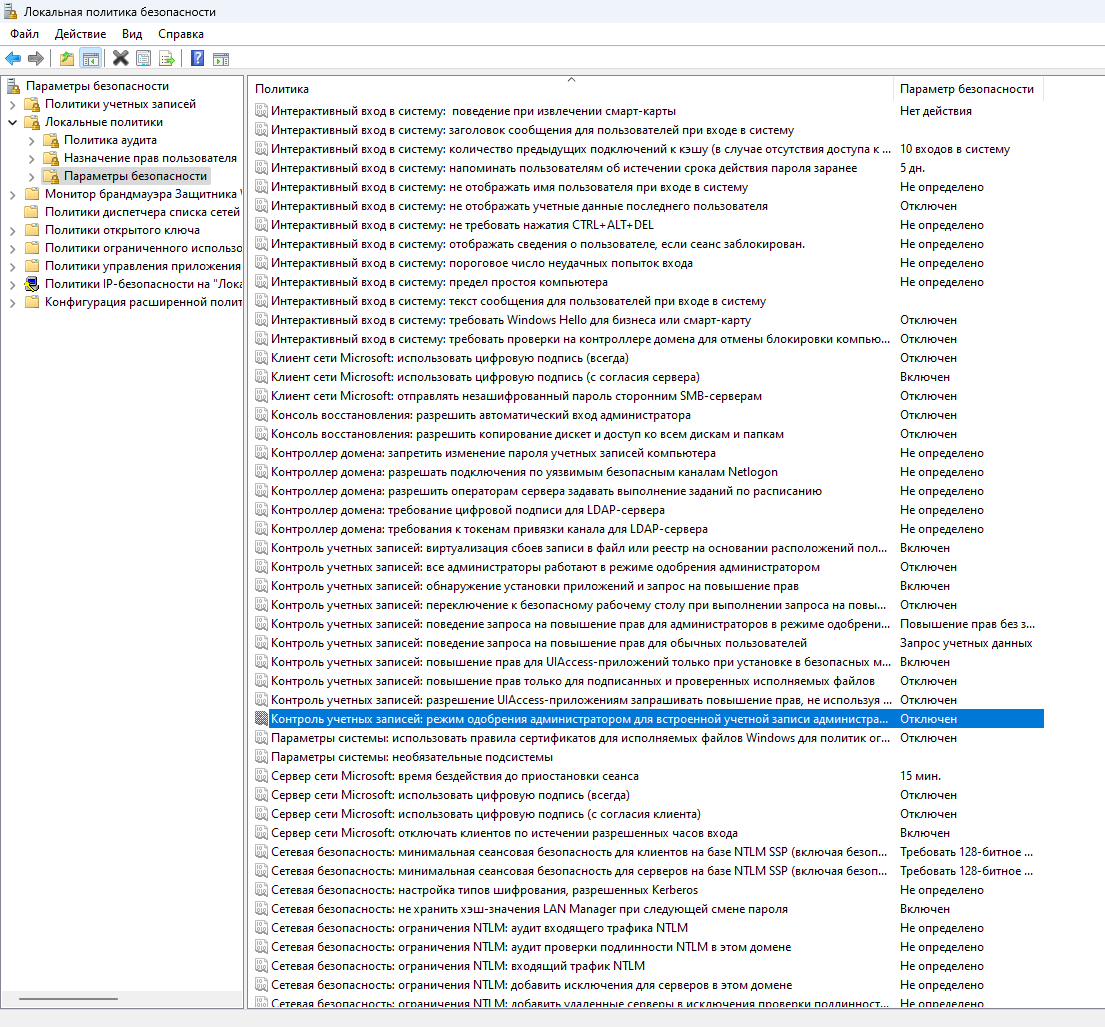 Локальная политика безопасности
Файл Действие Вид Справка
Параметры безопасности
Политики учетных записей
Локальные политики
Политика аудита
Назначение прав пользователя
Параметры безопасности
Монитор брандмауэра Защитника
Политики диспетчера списка сетей
Политики открытого ключа
Политики ограниченного использо
Политики управления приложения
Политики IP-безопасности на "Лока
Конфигурация расширенной полит
Политика Параметр безопасности
Интерактивный вход в систему: поведение при извлечении смарт-карты Нет действия
Интерактивный вход в систему: заголовок сообщения для пользователей при входе в систему
Интерактивный вход в систему: количество предыдущих подключений к кэшу (в случае отсутствия доступа к ... 10 входов в систему
Интерактивный вход в систему: напоминать пользователям об истечении срока действия пароля заранее 5 дн.
Интерактивный вход в систему: не отображать имя пользователя при входе в систему Не определено
Интерактивный вход в систему: не отображать учетные данные последнего пользователя Отключен
Интерактивный вход в систему: не требовать нажатия CTRL+ALT+DEL Не определено
Интерактивный вход в систему: отображать сведения о пользователе, если сеанс заблокирован. Не определено
Интерактивный вход в систему: пороговое число неудачных попыток входа Не определено
Интерактивный вход в систему: предел простоя компьютера Не определено
Интерактивный вход в систему: текст сообщения для пользователей при входе в систему
Интерактивный вход в систему: требовать Windows Hello для бизнеса или смарт-карту Отключен
Интерактивный вход в систему: требовать проверки на контроллере домена для отмены блокировки компью... Отключен
Клиент сети Microsoft: использовать цифровую подпись (всегда) Отключен
Клиент сети Microsoft: использовать цифровую подпись (с согласия сервера) Включен
Клиент сети Microsoft: отправлять незашифрованный пароль сторонним SMB-серверам Отключен
Консоль восстановления: разрешить автоматический вход администратора Отключен
Консоль восстановления: разрешить копирование дискет и доступ ко всем дискам и папкам Отключен
Контроллер домена: запретить изменение пароля учетных записей компьютера Не определено
Контроллер домена: разрешать подключения по уязвимым безопасным каналам Netlogon Не определено
Контроллер домена: разрешить операторам сервера задавать выполнение заданий по расписанию Не определено
Контроллер домена: требование цифровой подписи для LDAP-сервера Не определено
Контроллер домена: требования к токенам привязки канала для LDAP-сервера Не определено
Контроль учетных записей: виртуализация сбоев записи в файл или реестр на основании расположений пол... Включен
Контроль учетных записей: все администраторы работают в режиме одобрения администратором Отключен
Контроль учетных записей: обнаружение установки приложений и запрос на повышение прав Включен
Контроль учетных записей: переключение к безопасному рабочему столу при выполнении запроса на повы... Отключен
Контроль учетных записей: поведение запроса на повышение прав для администраторов в режиме одобрени... Повышение прав без з...
Контроль учетных записей: поведение запроса на повышение прав для обычных пользователей Запрос учетных данных
Контроль учетных записей: повышение прав для UIAccess-приложений только при установке в безопасных м... Включен
Контроль учетных записей: повышение прав только для подписанных и проверенных исполняемых файлов Отключен
Контроль учетных записей: разрешение UIAccess-приложениям запрашивать повышение прав, не используя ... Отключен
Контроль учетных записей: режим одобрения администратором для встроенной учетной записи администра... Отключен
Параметры системы: использовать правила сертификатов для исполняемых файлов Windows для политик ог... Отключен
Параметры системы: необязательные подсистемы
Сервер сети Microsoft: время бездействия до приостановки сеанса 15 мин.
Сервер сети Microsoft: использовать цифровую подпись (всегда) Отключен
Сервер сети Microsoft: использовать цифровую подпись (с согласия клиента) Отключен
Сервер сети Microsoft: отключать клиентов по истечении разрешенных часов входа Включен
Сетевая безопасность: минимальная сеансовая безопасность для клиентов на базе NTLM SSP (включая безоп... Требовать 128-битное ...
Сетевая безопасность: минимальная сеансовая безопасность для серверов на базе NTLM SSP (включая безоп... Требовать 128-битное ...
Сетевая безопасность: настройка типов шифрования, разрешенных Kerberos Не определено
Сетевая безопасность: не хранить хэш-значения LAN Manager при следующей смене пароля Включен
Сетевая безопасность: ограничения NTLM: аудит входящего трафика NTLM Не определено
Сетевая безопасность: ограничения NTLM: аудит проверки подлинности NTLM в этом домене Не определено
Сетевая безопасность: ограничения NTLM: входящий трафик NTLM Не определено
Сетевая безопасность: ограничения NTLM: добавить исключения для серверов в этом домене Не определено
Сетевая безопасность: ограничения NTLM: добавить удаленные серверы в исключения проверки подлинност... Не определено